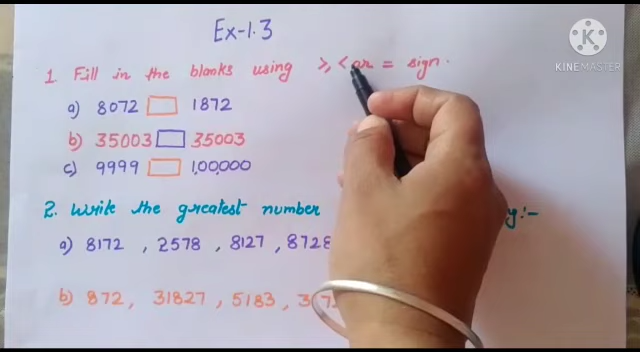 Ex-1.3
K
KINEMASTER
1. Fill in the blanks using >, < or = sign.
a) 8072 1872
b) 35003 35003
c) 9999 1,00,000
2. Write the greatest number
a) 8172 , 2578 , 8127 , 8728
b) 872, 31827 , 5183 ,